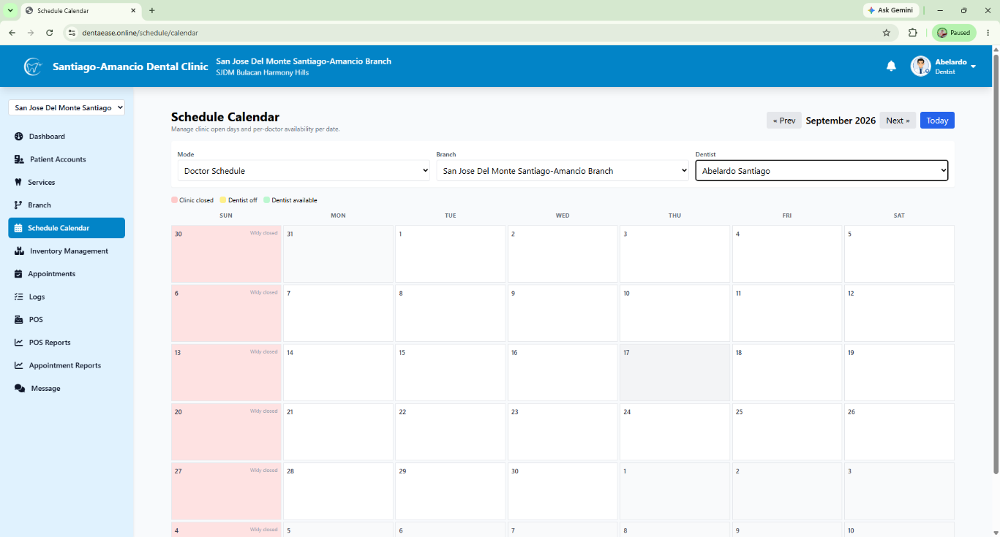 Schedule Calendar
Ask Gemini
dentaease.online/schedule/calendar
Paused
Santiago-Amancio Dental Clinic
San Jose Del Monte Santiago-Amancio Branch
SJDM Bulacan Harmony Hills
Abelardo
Dentist
San Jose Del Monte Santiago
Dashboard
Patient Accounts
Services
Branch
Schedule Calendar
Inventory Management
Appointments
Logs
POS
POS Reports
Appointment Reports
Message
Schedule Calendar
Manage clinic open days and per-doctor availability per date.
« Prev September 2026 Next » Today
Mode Branch Dentist
Doctor Schedule San Jose Del Monte Santiago-Amancio Branch Abelardo Santiago
Clinic closed Dentist off Dentist available
SUN MON TUE WED THU FRI SAT
30 Wkly closed 31 1 2 3 4 5
6 Wkly closed 7 8 9 10 11 12
13 Wkly closed 14 15 16 17 18 19
20 Wkly closed 21 22 23 24 25 26
27 Wkly closed 28 29 30 1 2 3
4 Wkly closed 5 6 7 8 9 10